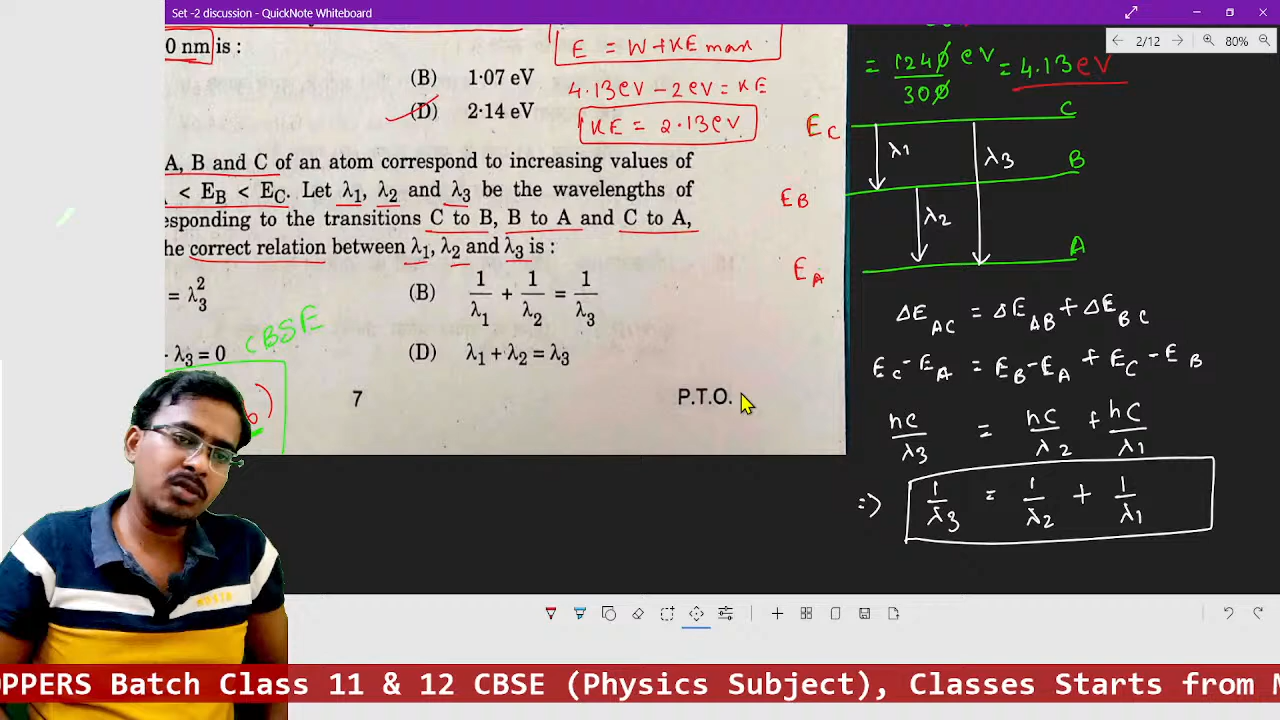 Set -2 discussion - QuickNote Whiteboard
2/12
80%
0 nm is :
(B) 1·07 eV
(D) 2·14 eV
E = W + KE max
4.13 eV - 2 eV = KE
KE = 2.13 eV
= 1240/300 eV = 4.13 eV
A, B and C of an atom correspond to increasing values of
< E_B < E_C. Let λ₁, λ₂ and λ₃ be the wavelengths of
esponding to the transitions C to B, B to A and C to A,
he correct relation between λ₁, λ₂ and λ₃ is :
= λ₃²
(B) 1/λ₁ + 1/λ₂ = 1/λ₃
λ₃ = 0
(D) λ₁ + λ₂ = λ₃
CBSE
7
P.T.O.
E_C
C
λ1
λ3
E_B
B
λ2
E_A
A
ΔE_AC = ΔE_AB + ΔE_BC
E_C - E_A = E_B - E_A + E_C - E_B
hC/λ3 = hC/λ2 + hC/λ1
=> 1/λ3 = 1/λ2 + 1/λ1
OPPERS Batch Class 11 & 12 CBSE (Physics Subject), Classes Starts from